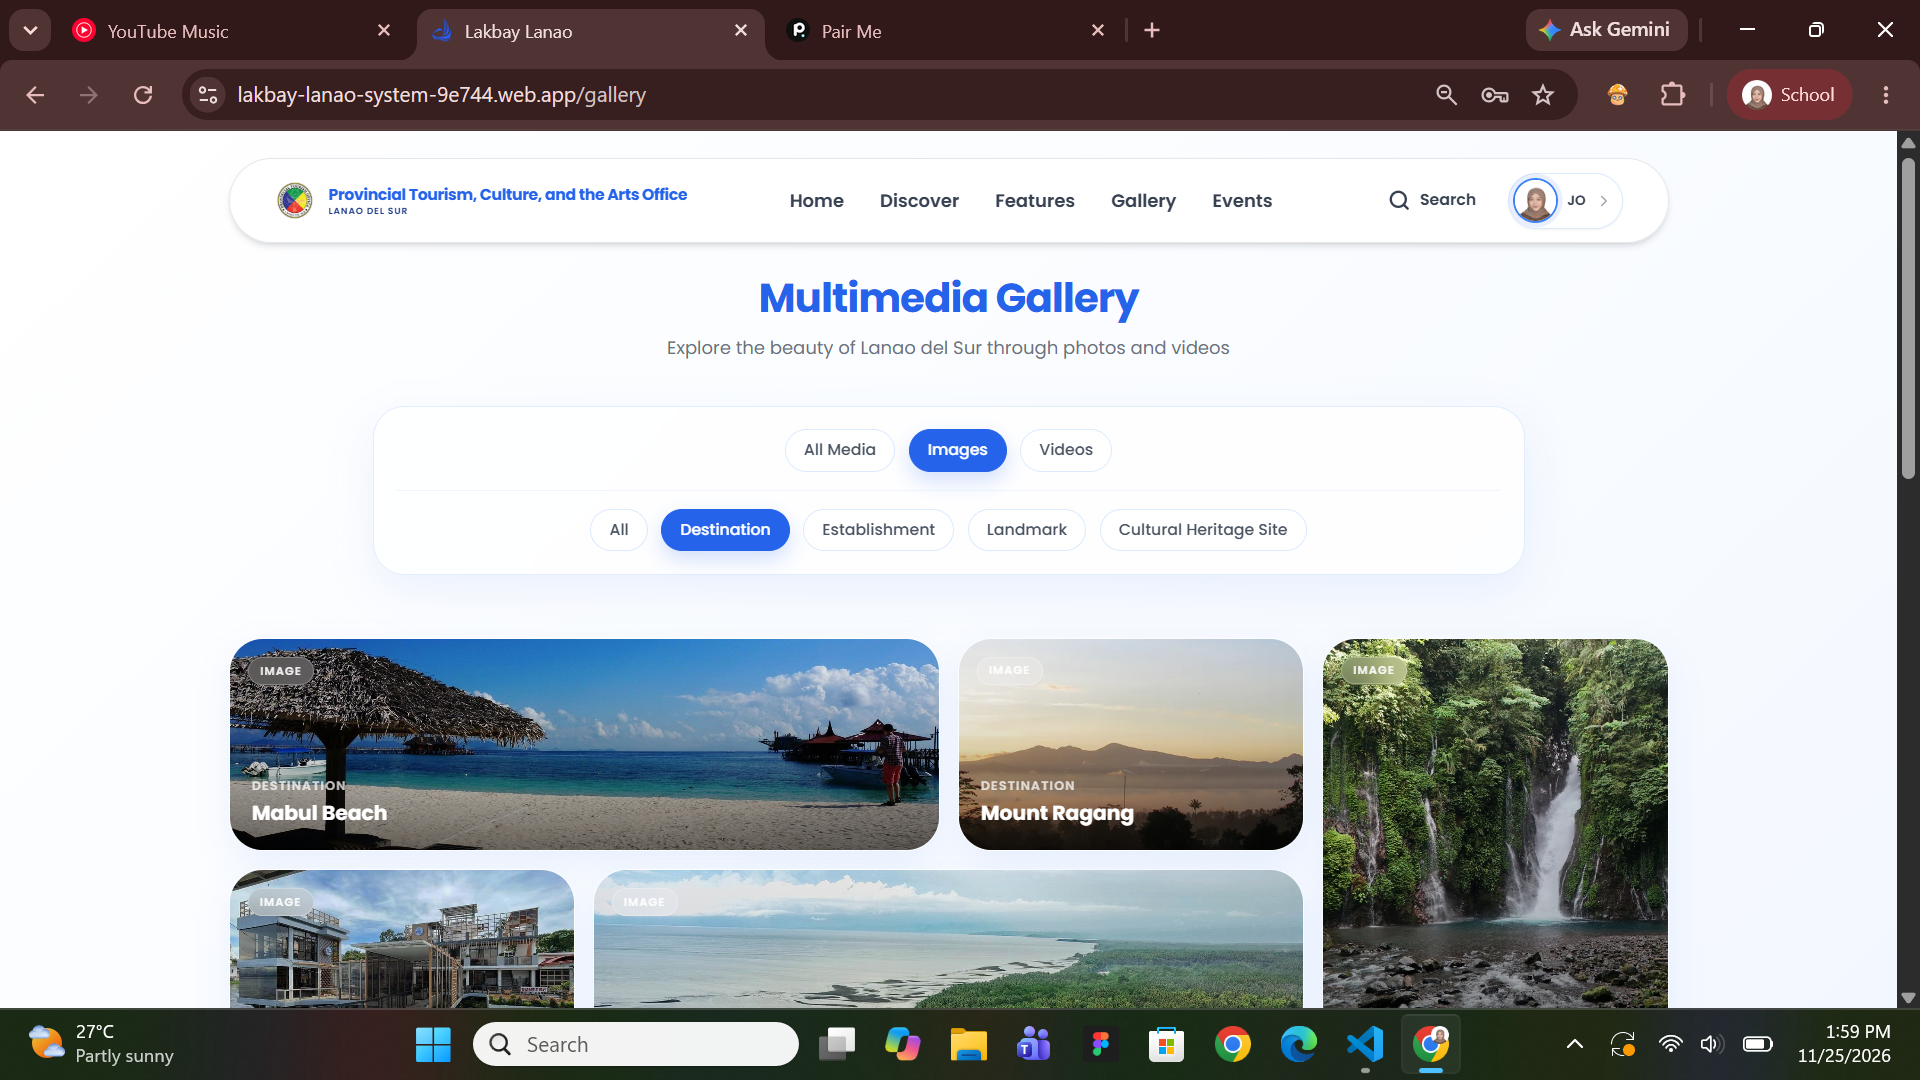 YouTube Music
Lakbay Lanao
Pair Me
Ask Gemini
lakbay-lanao-system-9e744.web.app/gallery
School
Provincial Tourism, Culture, and the Arts Office
LANAO DEL SUR
Home
Discover
Features
Gallery
Events
Search
JO
Multimedia Gallery
Explore the beauty of Lanao del Sur through photos and videos
All Media
Images
Videos
All
Destination
Establishment
Landmark
Cultural Heritage Site
IMAGE
DESTINATION
Mabul Beach
IMAGE
DESTINATION
Mount Ragang
IMAGE
IMAGE
IMAGE
27°C
Partly sunny
Search
1:59 PM
11/25/2026